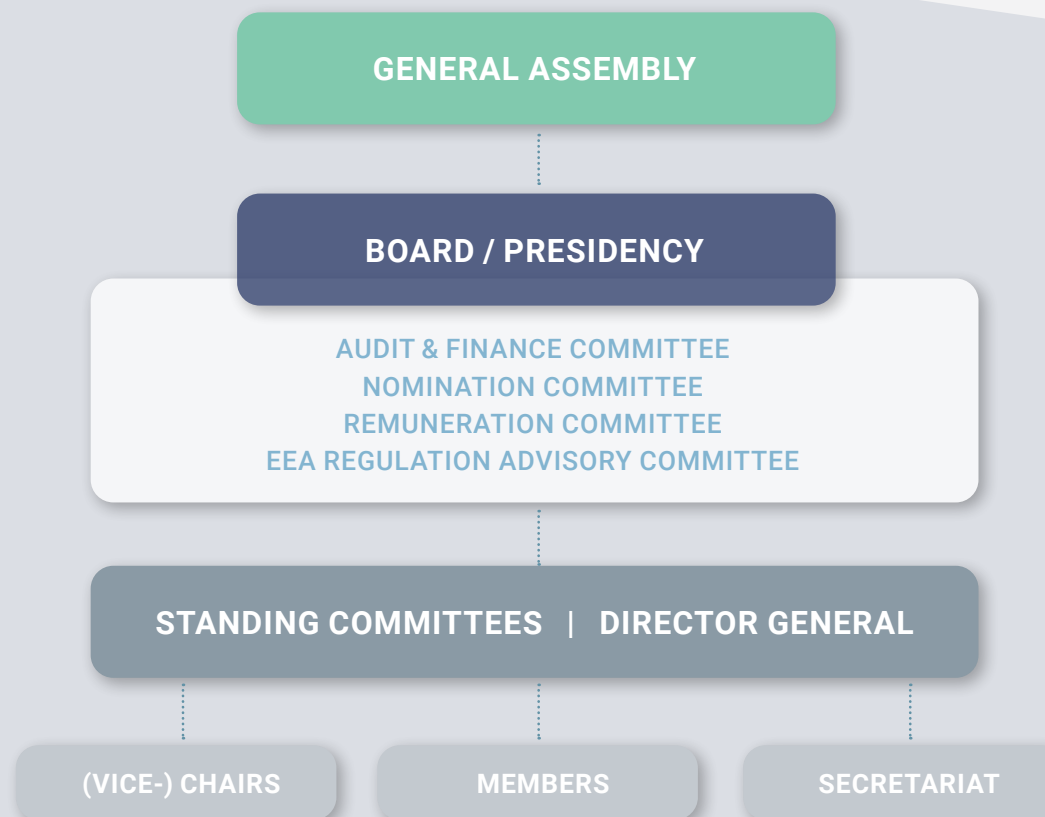 GENERAL ASSEMBLY
BOARD / PRESIDENCY
AUDIT & FINANCE COMMITTEE
NOMINATION COMMITTEE
REMUNERATION COMMITTEE
EEA REGULATION ADVISORY COMMITTEE
STANDING COMMITTEES | DIRECTOR GENERAL
(VICE-) CHAIRS
MEMBERS
SECRETARIAT